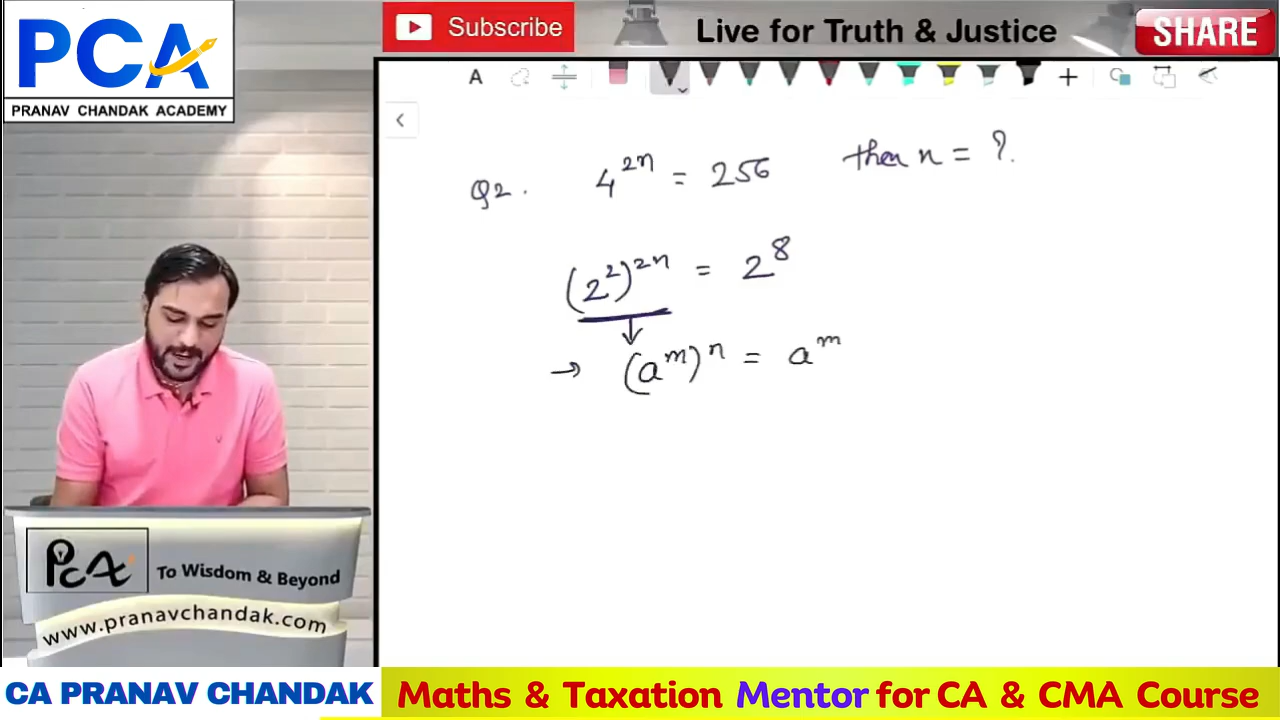 PCA
PRANAV CHANDAK ACADEMY
Subscribe
Live for Truth & Justice
SHARE
A
Q2. 4^{2n} = 256 then n = ?.
(2^2)^{2n} = 2^8
→ (a^m)^n = a^m
PCA To Wisdom & Beyond
www.pranavchandak.com
CA PRANAV CHANDAK
Maths & Taxation Mentor for CA & CMA Course